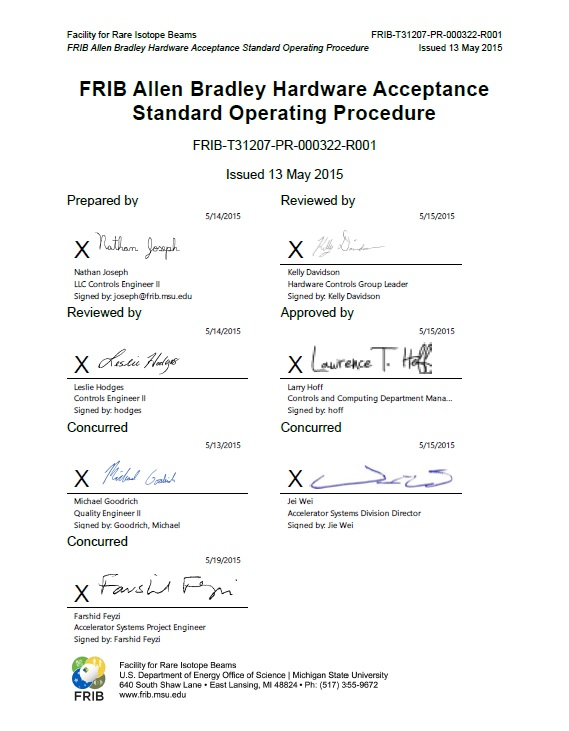 Facility for Rare Isotope Beams FRIB-T31207-PR-000322-R001
FRIB Allen Bradley Hardware Acceptance Standard Operating Procedure Issued 13 May 2015
FRIB Allen Bradley Hardware Acceptance
Standard Operating Procedure
FRIB-T31207-PR-000322-R001
Issued 13 May 2015
Prepared by
5/14/2015
X Nathan Joseph
Nathan Joseph
LLC Controls Engineer II
Signed by: joseph@frib.msu.edu
Reviewed by
5/15/2015
X Kelly Davidson
Kelly Davidson
Hardware Controls Group Leader
Signed by: Kelly Davidson
Reviewed by
5/14/2015
X Leslie Hodges
Leslie Hodges
Controls Engineer II
Signed by: hodges
Approved by
5/15/2015
X Lawrence T. Hoff
Larry Hoff
Controls and Computing Department Mana...
Signed by: hoff
Concurred
5/13/2015
X Michael Goodrich
Michael Goodrich
Quality Engineer II
Signed by: Goodrich, Michael
Concurred
5/15/2015
X
Jei Wei
Accelerator Systems Division Director
Signed by: Jie Wei
Concurred
5/19/2015
X Farshid Feyzi
Farshid Feyzi
Accelerator Systems Project Engineer
Signed by: Farshid Feyzi
FRIB
Facility for Rare Isotope Beams
U.S. Department of Energy Office of Science | Michigan State University
640 South Shaw Lane • East Lansing, MI 48824 • Ph: (517) 355-9672
www.frib.msu.edu